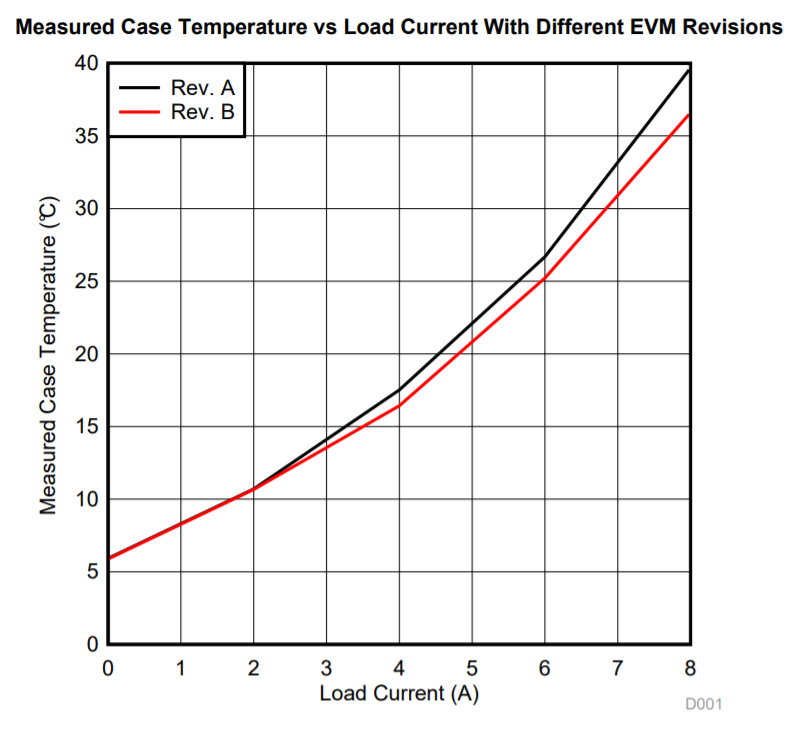 Measured Case Temperature vs Load Current With Different EVM Revisions
40
Rev. A
Rev. B
35
30
25
20
15
10
5
0
Measured Case Temperature (℃)
0 1 2 3 4 5 6 7 8
Load Current (A)
D001